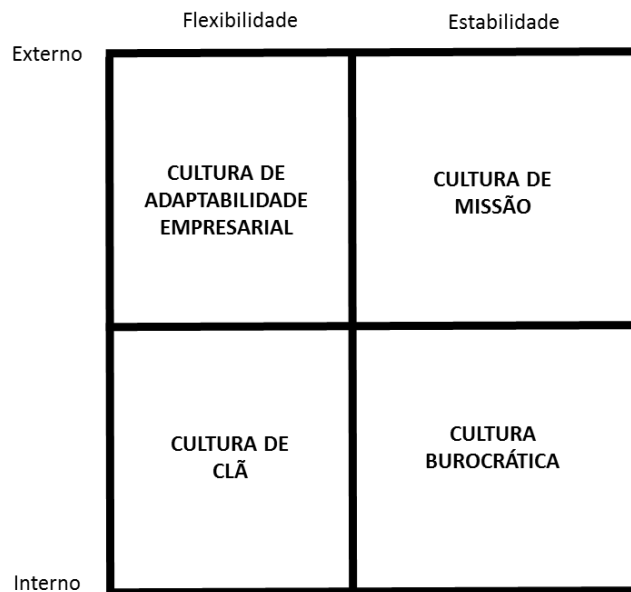 Flexibilidade
Estabilidade
Externo
CULTURA DE
ADAPTABILIDADE
EMPRESARIAL
CULTURA DE
MISSÃO
CULTURA DE
CLÃ
CULTURA
BUROCRÁTICA
Interno